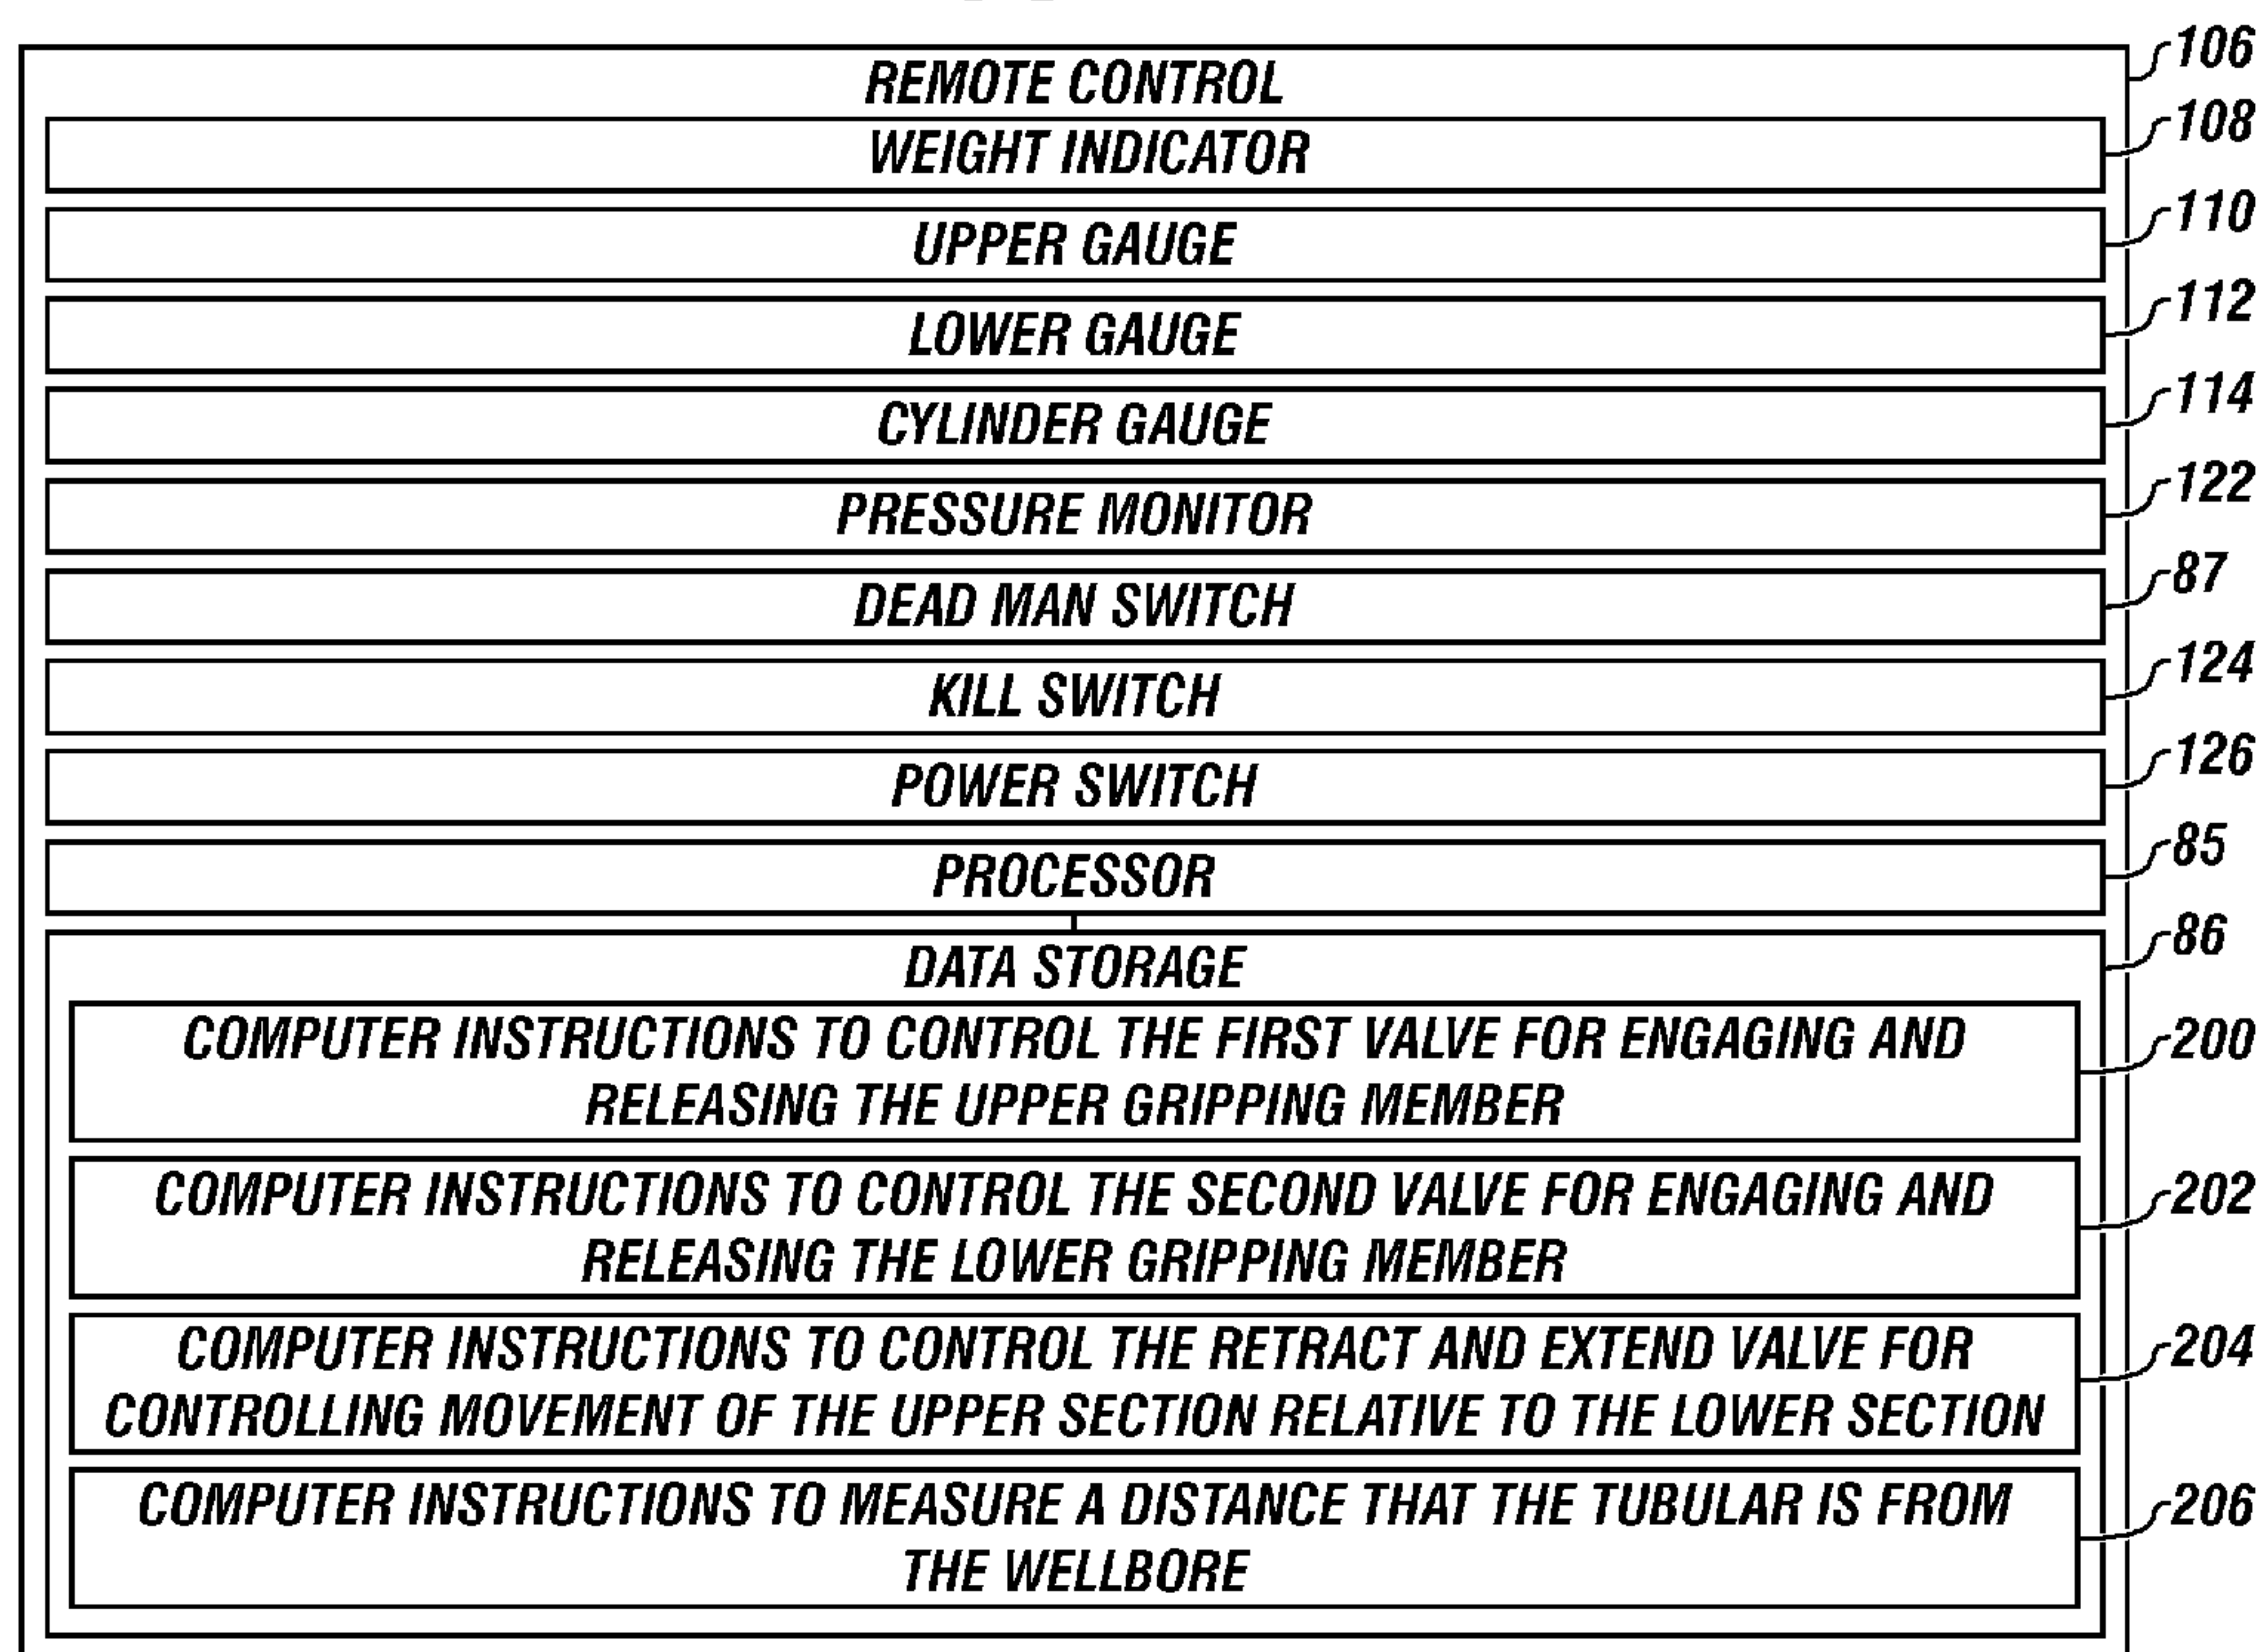 REMOTE CONTROL 106
WEIGHT INDICATOR 108
UPPER GAUGE 110
LOWER GAUGE 112
CYLINDER GAUGE 114
PRESSURE MONITOR 122
DEAD MAN SWITCH 87
KILL SWITCH 124
POWER SWITCH 126
PROCESSOR 85
DATA STORAGE 86
COMPUTER INSTRUCTIONS TO CONTROL THE FIRST VALVE FOR ENGAGING AND 200
RELEASING THE UPPER GRIPPING MEMBER
COMPUTER INSTRUCTIONS TO CONTROL THE SECOND VALVE FOR ENGAGING AND 202
RELEASING THE LOWER GRIPPING MEMBER
COMPUTER INSTRUCTIONS TO CONTROL THE RETRACT AND EXTEND VALVE FOR 204
CONTROLLING MOVEMENT OF THE UPPER SECTION RELATIVE TO THE LOWER SECTION
COMPUTER INSTRUCTIONS TO MEASURE A DISTANCE THAT THE TUBULAR IS FROM 206
THE WELLBORE